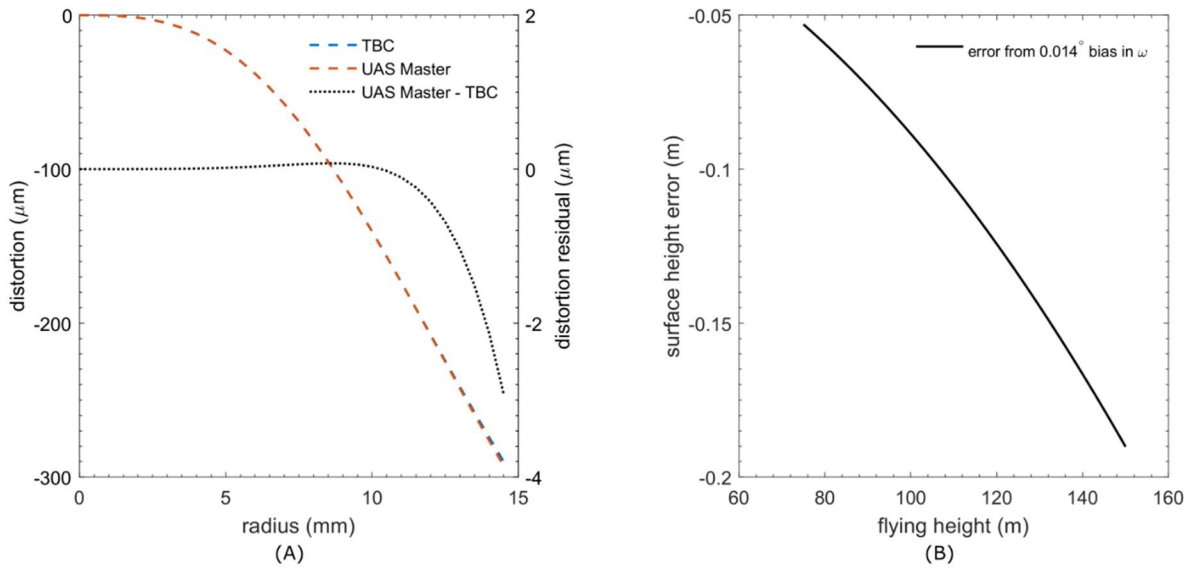 0
-100
-200
-300
distortion (μm)
0
5
10
15
radius (mm)
2
0
-2
-4
distortion residual (μm)
TBC
UAS Master
UAS Master - TBC
(A)
-0.05
-0.1
-0.15
-0.2
surface height error (m)
60
80
100
120
140
160
flying height (m)
error from 0.014° bias in ω
(B)